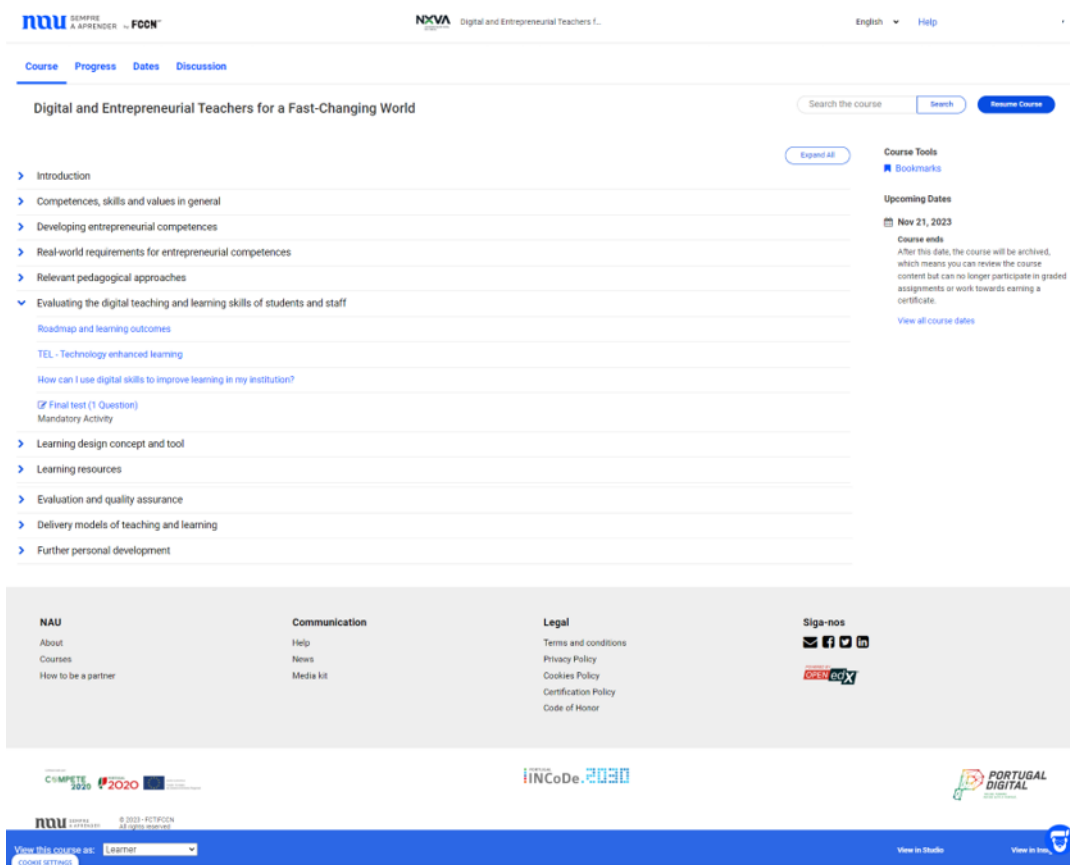 nau SEMPRE A APRENDER by FCCN
NXVA Digital and Entrepreneurial Teachers f...
English Help
Course Progress Dates Discussion
Digital and Entrepreneurial Teachers for a Fast-Changing World
Search the course Search Resume Course
Expand All
Course Tools
Bookmarks
Upcoming Dates
Nov 21, 2023
Course ends
After this date, the course will be archived,
which means you can review the course
content but can no longer participate in graded
assignments or work towards earning a
certificate.
View all course dates
Introduction
Competences, skills and values in general
Developing entrepreneurial competences
Real-world requirements for entrepreneurial competences
Relevant pedagogical approaches
Evaluating the digital teaching and learning skills of students and staff
Roadmap and learning outcomes
TEL - Technology enhanced learning
How can I use digital skills to improve learning in my institution?
Final test (1 Question)
Mandatory Activity
Learning design concept and tool
Learning resources
Evaluation and quality assurance
Delivery models of teaching and learning
Further personal development
NAU
About
Courses
How to be a partner
Communication
Help
News
Media kit
Legal
Terms and conditions
Privacy Policy
Cookies Policy
Certification Policy
Code of Honor
Siga-nos
POWERED BY
OPEN edX
COMPETE 2020
2020
INCoDe.2030
PORTUGAL
DIGITAL
nau SEMPRE A APRENDER
© 2023 - FCT|FCCN
All rights reserved
View this course as: Learner
View in Studio
View in Ins
COOKIE SETTINGS